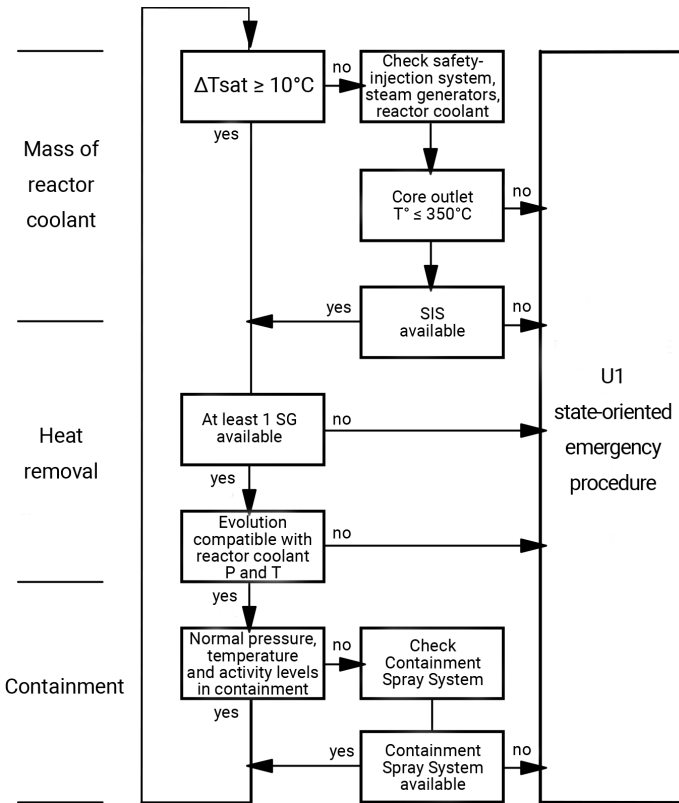 ΔTsat ≥ 10°C
no
yes
Check safety-
injection system,
steam generators,
reactor coolant
Mass of
reactor
coolant
Core outlet
T° ≤ 350°C
no
SIS
available
yes
no
At least 1 SG
available
no
yes
Heat
removal
Evolution
compatible with
reactor coolant
P and T
no
yes
U1
state-oriented
emergency
procedure
Containment
Normal pressure,
temperature
and activity levels
in containment
no
yes
Check
Containment
Spray System
Containment
Spray System
available
yes
no